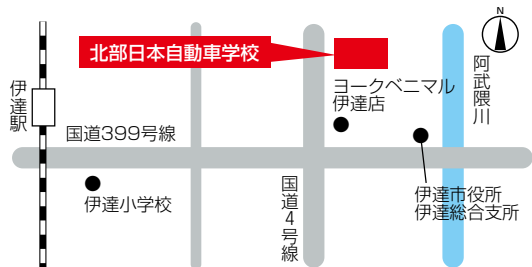 N
北部日本自動車学校
伊達駅
ヨークベニマル
伊達店
阿武隈川
国道399号線
伊達小学校
国道4号線
伊達市役所
伊達総合支所